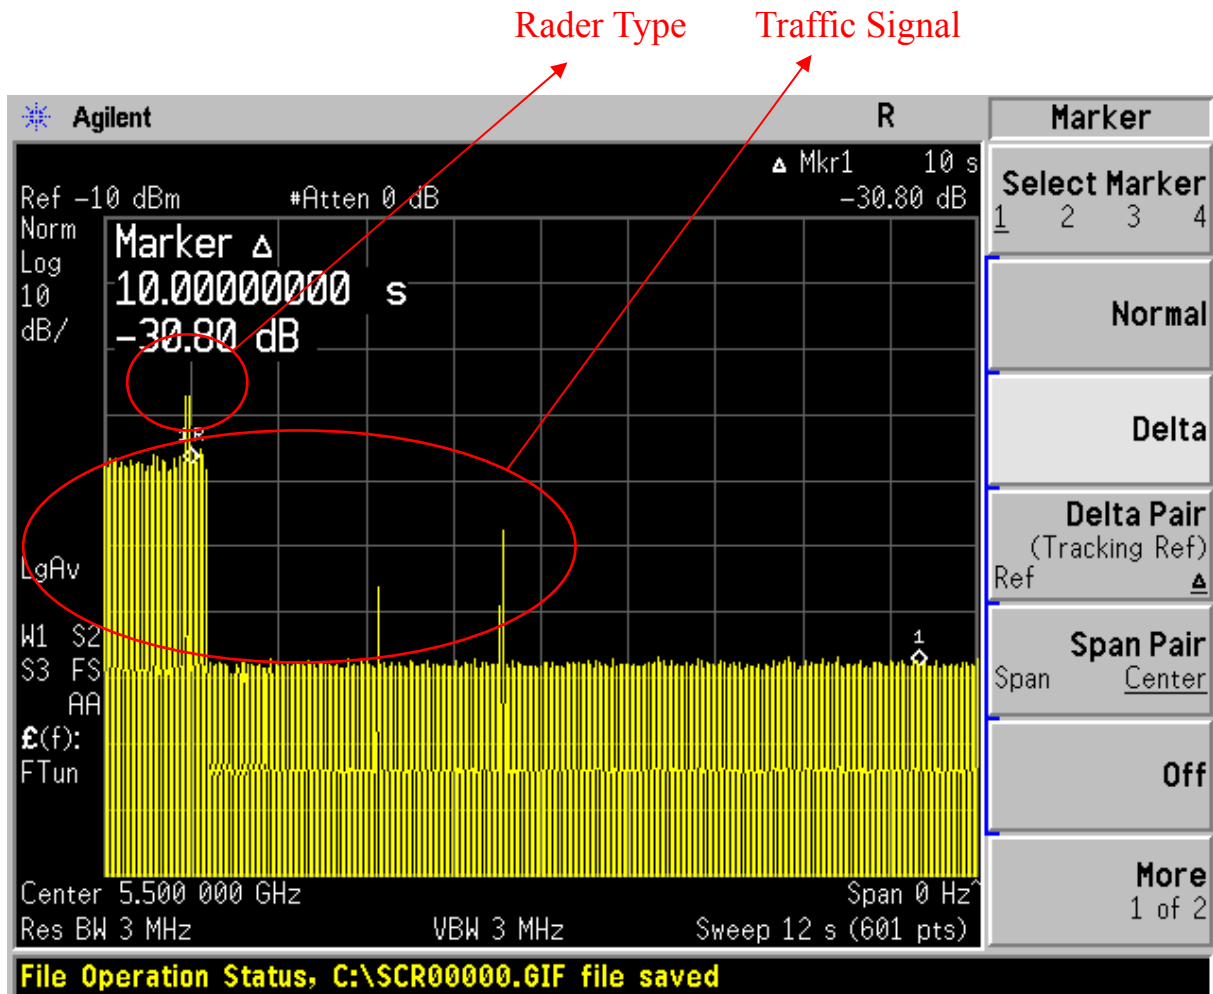 Rader Type
Traffic Signal
Agilent
R
Marker
Δ Mkr1 10 s
Ref -10 dBm #Atten 0 dB -30.80 dB
Norm
Log
10
dB/
Marker Δ
10.00000000 s
-30.80 dB
1R
LgAv
W1 S2
S3 FS
AA
£(f):
FTun
1
Center 5.500 000 GHz Span 0 Hz^
Res BW 3 MHz VBW 3 MHz Sweep 12 s (601 pts)
Select Marker
1 2 3 4
Normal
Delta
Delta Pair
(Tracking Ref)
Ref Δ
Span Pair
Span Center
Off
More
1 of 2
File Operation Status, C:\SCR00000.GIF file saved